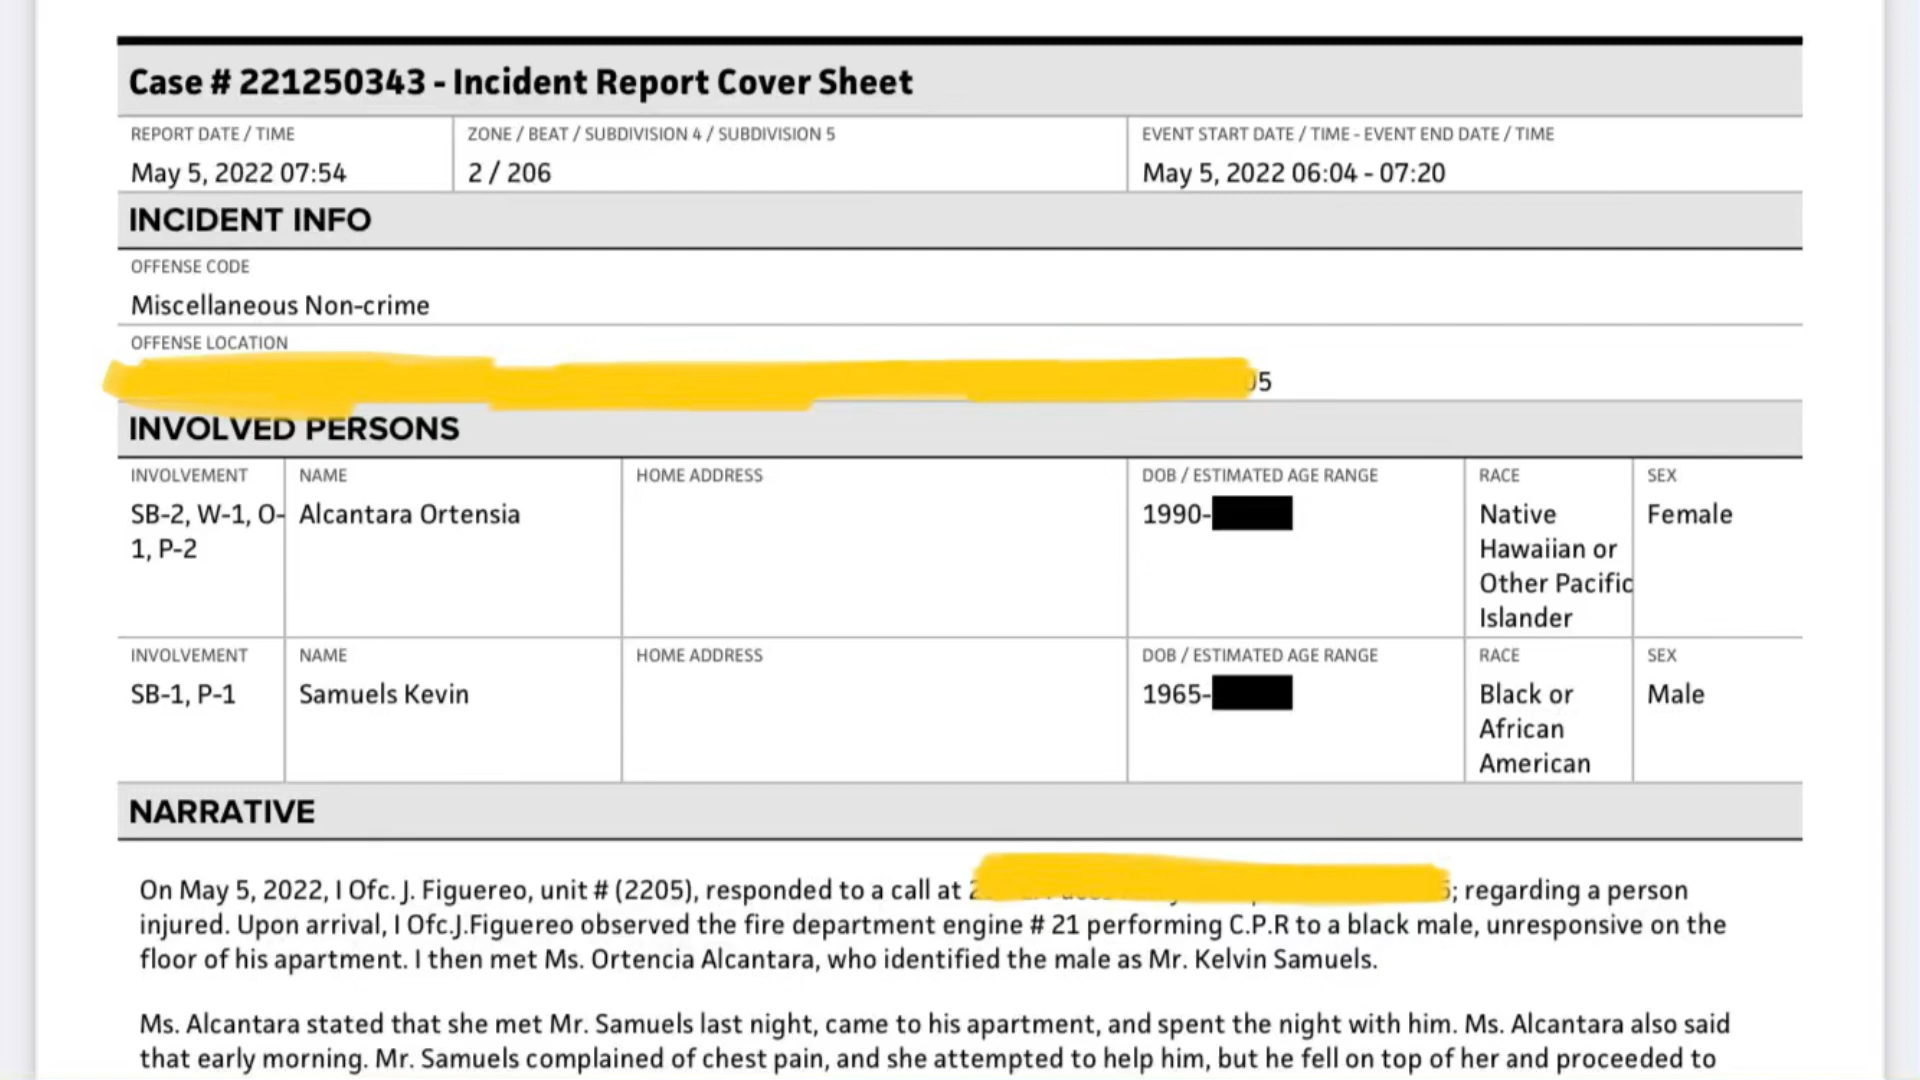 Case # 221250343 - Incident Report Cover Sheet
REPORT DATE / TIME
May 5, 2022 07:54
ZONE / BEAT / SUBDIVISION 4 / SUBDIVISION 5
2 / 206
EVENT START DATE / TIME - EVENT END DATE / TIME
May 5, 2022 06:04 - 07:20
INCIDENT INFO
OFFENSE CODE
Miscellaneous Non-crime
OFFENSE LOCATION
05
INVOLVED PERSONS
INVOLVEMENT
SB-2, W-1, O-
1, P-2
NAME
Alcantara Ortensia
HOME ADDRESS
DOB / ESTIMATED AGE RANGE
1990-
RACE
Native
Hawaiian or
Other Pacific
Islander
SEX
Female
INVOLVEMENT
SB-1, P-1
NAME
Samuels Kevin
HOME ADDRESS
DOB / ESTIMATED AGE RANGE
1965-
RACE
Black or
African
American
SEX
Male
NARRATIVE
On May 5, 2022, I Ofc. J. Figuereo, unit # (2205), responded to a call at 2 5; regarding a person
injured. Upon arrival, I Ofc.J.Figuereo observed the fire department engine # 21 performing C.P.R to a black male, unresponsive on the
floor of his apartment. I then met Ms. Ortencia Alcantara, who identified the male as Mr. Kelvin Samuels.
Ms. Alcantara stated that she met Mr. Samuels last night, came to his apartment, and spent the night with him. Ms. Alcantara also said
that early morning. Mr. Samuels complained of chest pain, and she attempted to help him, but he fell on top of her and proceeded to